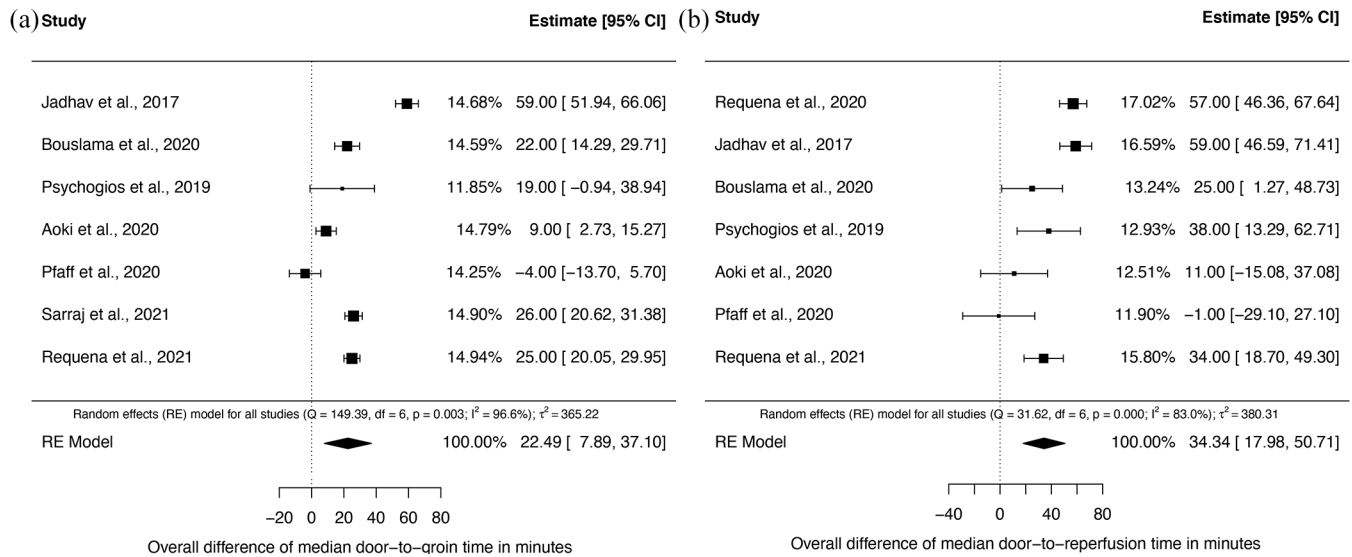 (a) Study Estimate [95% CI]
Jadhav et al., 2017 14.68% 59.00 [ 51.94, 66.06]
Bouslama et al., 2020 14.59% 22.00 [ 14.29, 29.71]
Psychogios et al., 2019 11.85% 19.00 [ −0.94, 38.94]
Aoki et al., 2020 14.79% 9.00 [ 2.73, 15.27]
Pfaff et al., 2020 14.25% −4.00 [−13.70, 5.70]
Sarraj et al., 2021 14.90% 26.00 [ 20.62, 31.38]
Requena et al., 2021 14.94% 25.00 [ 20.05, 29.95]
Random effects (RE) model for all studies (Q = 149.39, df = 6, p = 0.003; I² = 96.6%); τ² = 365.22
RE Model 100.00% 22.49 [ 7.89, 37.10]
−20 0 20 40 60 80
Overall difference of median door−to−groin time in minutes
(b) Study Estimate [95% CI]
Requena et al., 2020 17.02% 57.00 [ 46.36, 67.64]
Jadhav et al., 2017 16.59% 59.00 [ 46.59, 71.41]
Bouslama et al., 2020 13.24% 25.00 [ 1.27, 48.73]
Psychogios et al., 2019 12.93% 38.00 [ 13.29, 62.71]
Aoki et al., 2020 12.51% 11.00 [−15.08, 37.08]
Pfaff et al., 2020 11.90% −1.00 [−29.10, 27.10]
Requena et al., 2021 15.80% 34.00 [ 18.70, 49.30]
Random effects (RE) model for all studies (Q = 31.62, df = 6, p = 0.000; I² = 83.0%); τ² = 380.31
RE Model 100.00% 34.34 [ 17.98, 50.71]
−40 0 40 80
Overall difference of median door−to−reperfusion time in minutes